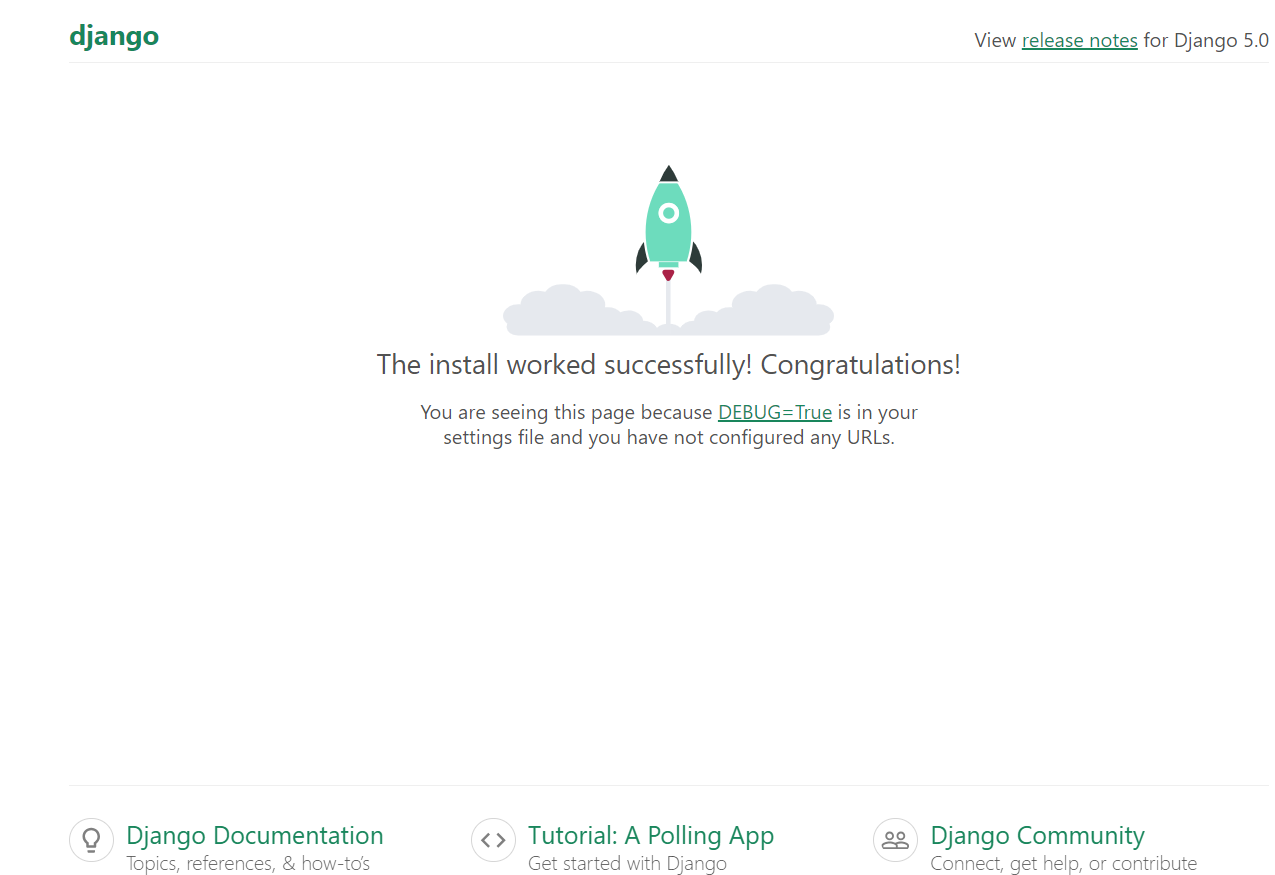 django
View release notes for Django 5.0
The install worked successfully! Congratulations!
You are seeing this page because DEBUG=True is in your
settings file and you have not configured any URLs.
Django Documentation
Topics, references, & how-to’s
Tutorial: A Polling App
Get started with Django
Django Community
Connect, get help, or contribute